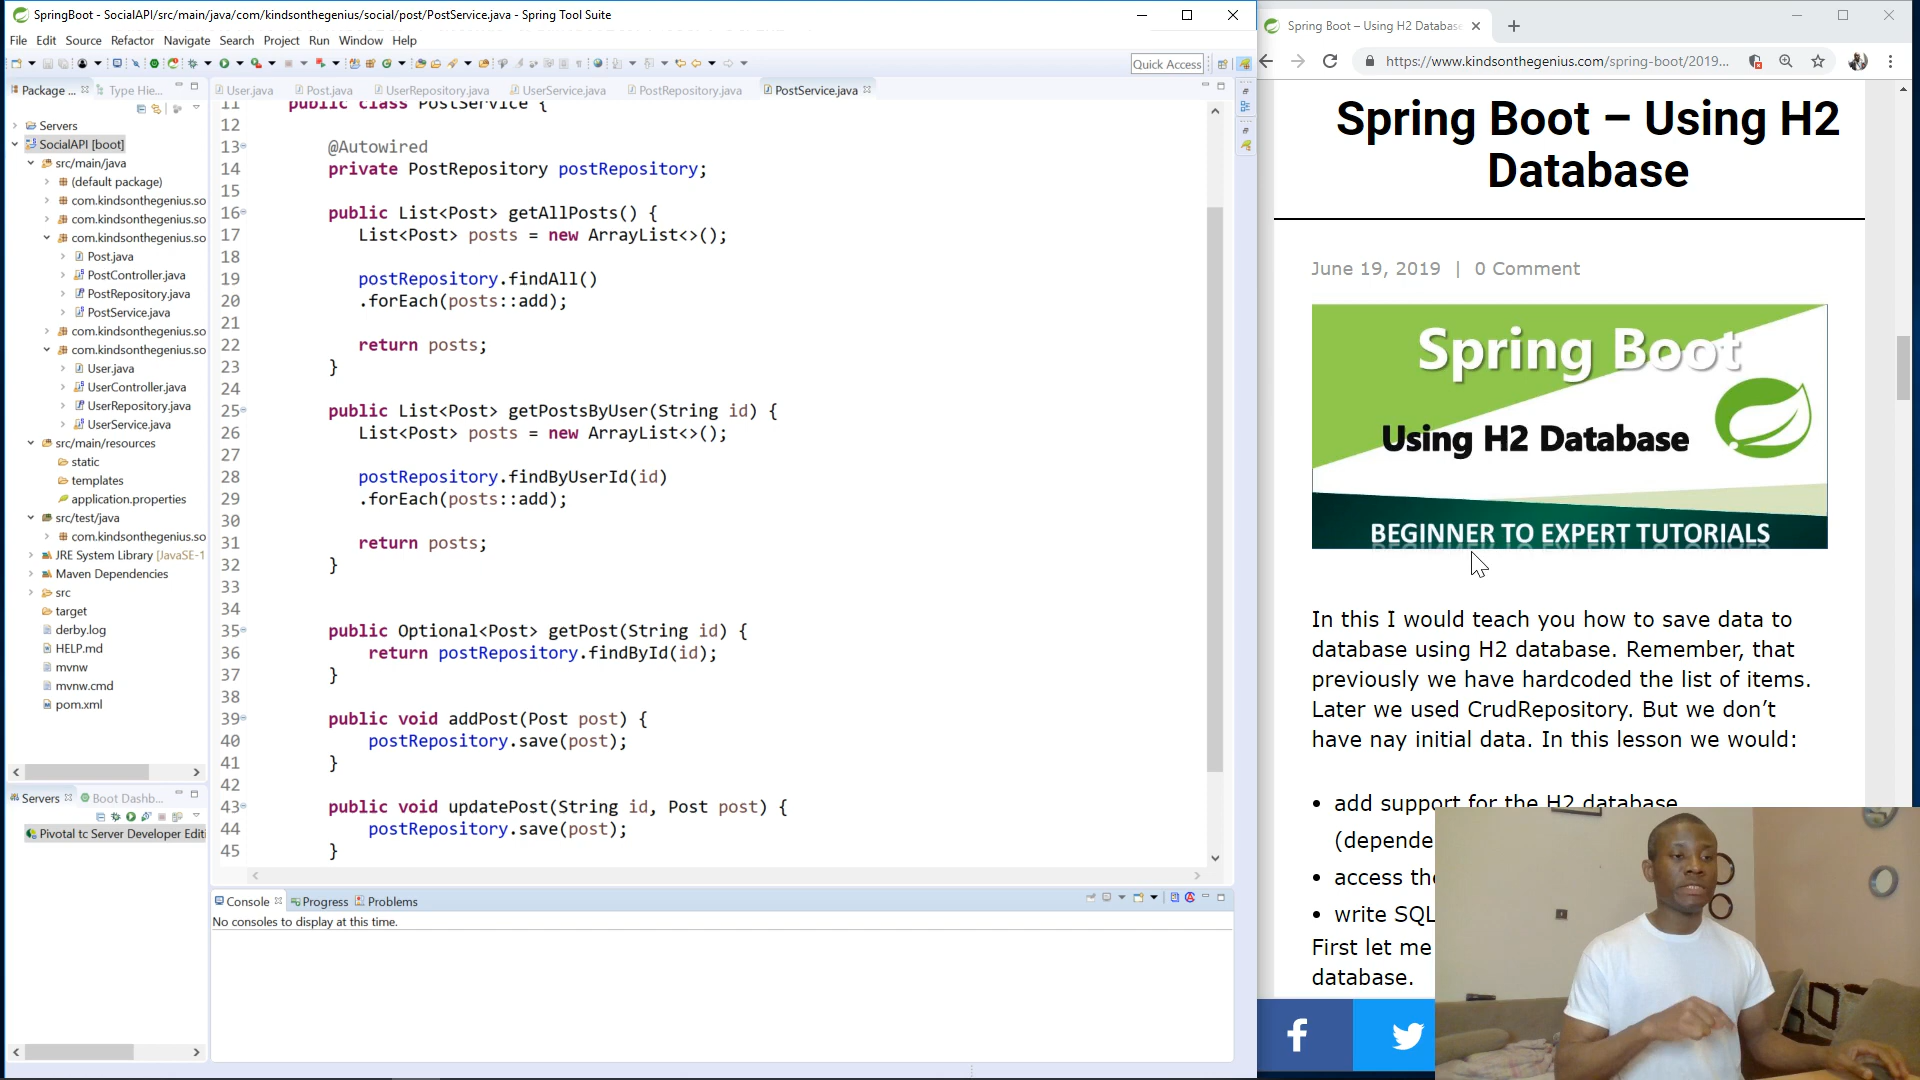 SpringBoot - SocialAPI/src/main/java/com/kindsonthegenius/social/post/PostService.java - Spring Tool Suite
File Edit Source Refactor Navigate Search Project Run Window Help
Quick Access
Package ... Type Hie...
Servers
SocialAPI [boot]
src/main/java
(default package)
com.kindsonthegenius.so
com.kindsonthegenius.so
com.kindsonthegenius.so
Post.java
PostController.java
PostRepository.java
PostService.java
com.kindsonthegenius.so
com.kindsonthegenius.so
User.java
UserController.java
UserRepository.java
UserService.java
src/main/resources
static
templates
application.properties
src/test/java
com.kindsonthegenius.so
JRE System Library [JavaSE-1
Maven Dependencies
src
target
derby.log
HELP.md
mvnw
mvnw.cmd
pom.xml
Servers Boot Dashb...
Pivotal tc Server Developer Editi
User.java Post.java UserRepository.java UserService.java PostRepository.java PostService.java
11 public class PostService {
12
13 @Autowired
14 private PostRepository postRepository;
15
16 public List<Post> getAllPosts() {
17 List<Post> posts = new ArrayList<>();
18
19 postRepository.findAll()
20 .forEach(posts::add);
21
22 return posts;
23 }
24
25 public List<Post> getPostsByUser(String id) {
26 List<Post> posts = new ArrayList<>();
27
28 postRepository.findByUserId(id)
29 .forEach(posts::add);
30
31 return posts;
32 }
33
34
35 public Optional<Post> getPost(String id) {
36 return postRepository.findById(id);
37 }
38
39 public void addPost(Post post) {
40 postRepository.save(post);
41 }
42
43 public void updatePost(String id, Post post) {
44 postRepository.save(post);
45 }
Console Progress Problems
No consoles to display at this time.
Spring Boot – Using H2 Database
https://www.kindsonthegenius.com/spring-boot/2019...
Spring Boot – Using H2
Database
June 19, 2019 | 0 Comment
Spring Boot
Using H2 Database
BEGINNER TO EXPERT TUTORIALS
In this I would teach you how to save data to
database using H2 database. Remember, that
previously we have hardcoded the list of items.
Later we used CrudRepository. But we don’t
have nay initial data. In this lesson we would:
• add support for the H2 database
(depende
• access the
• write SQL
First let me
database.